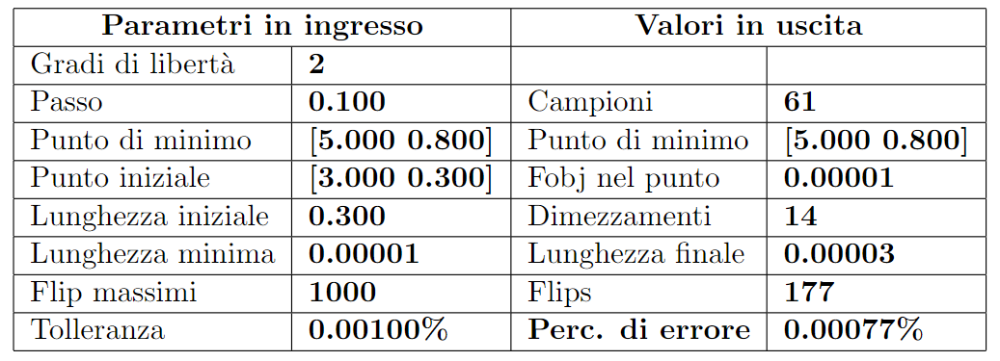 Parametri in ingresso Valori in uscita
Gradi di libertà 2
Passo 0.100 Campioni 61
Punto di minimo [5.000 0.800] Punto di minimo [5.000 0.800]
Punto iniziale [3.000 0.300] Fobj nel punto 0.00001
Lunghezza iniziale 0.300 Dimezzamenti 14
Lunghezza minima 0.00001 Lunghezza finale 0.00003
Flip massimi 1000 Flips 177
Tolleranza 0.00100% Perc. di errore 0.00077%